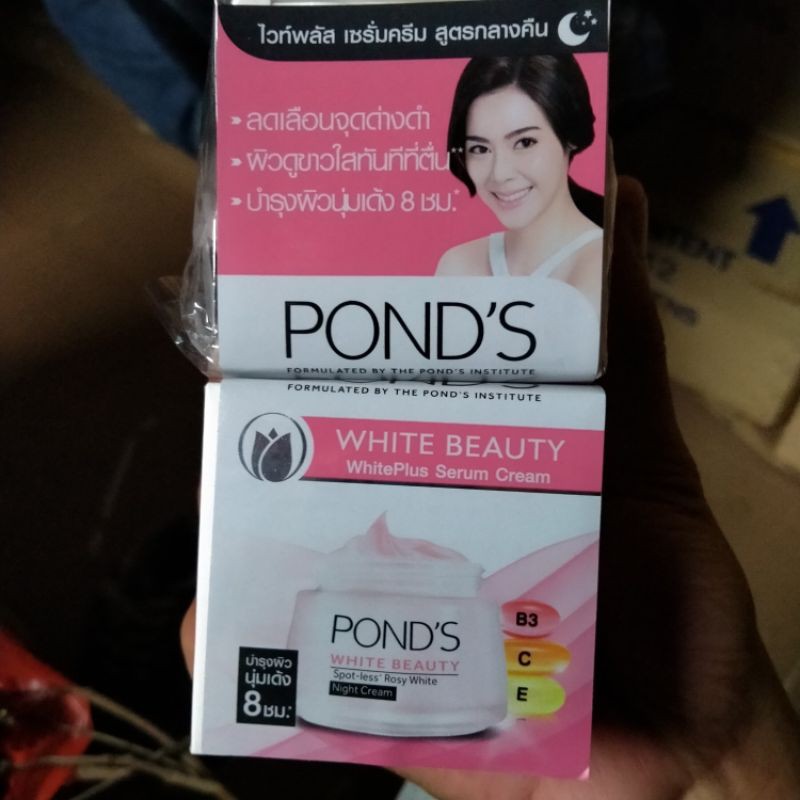 ไวท์พลัส เซรั่มครีม สูตรกลางคืน
» ลดเลือนจุดด่างดำ
» ผิวดูขาวใสทันทีที่ตื่น**
» บำรุงผิวนุ่มเด้ง 8 ชม.*
POND'S
FORMULATED BY THE POND'S INSTITUTE
FORMULATED BY THE POND'S INSTITUTE
WHITE BEAUTY
WhitePlus Serum Cream
POND'S
WHITE BEAUTY
Spot-less* Rosy White
Night Cream
B3
C
E
บำรุงผิว
นุ่มเด้ง
8 ชม.*